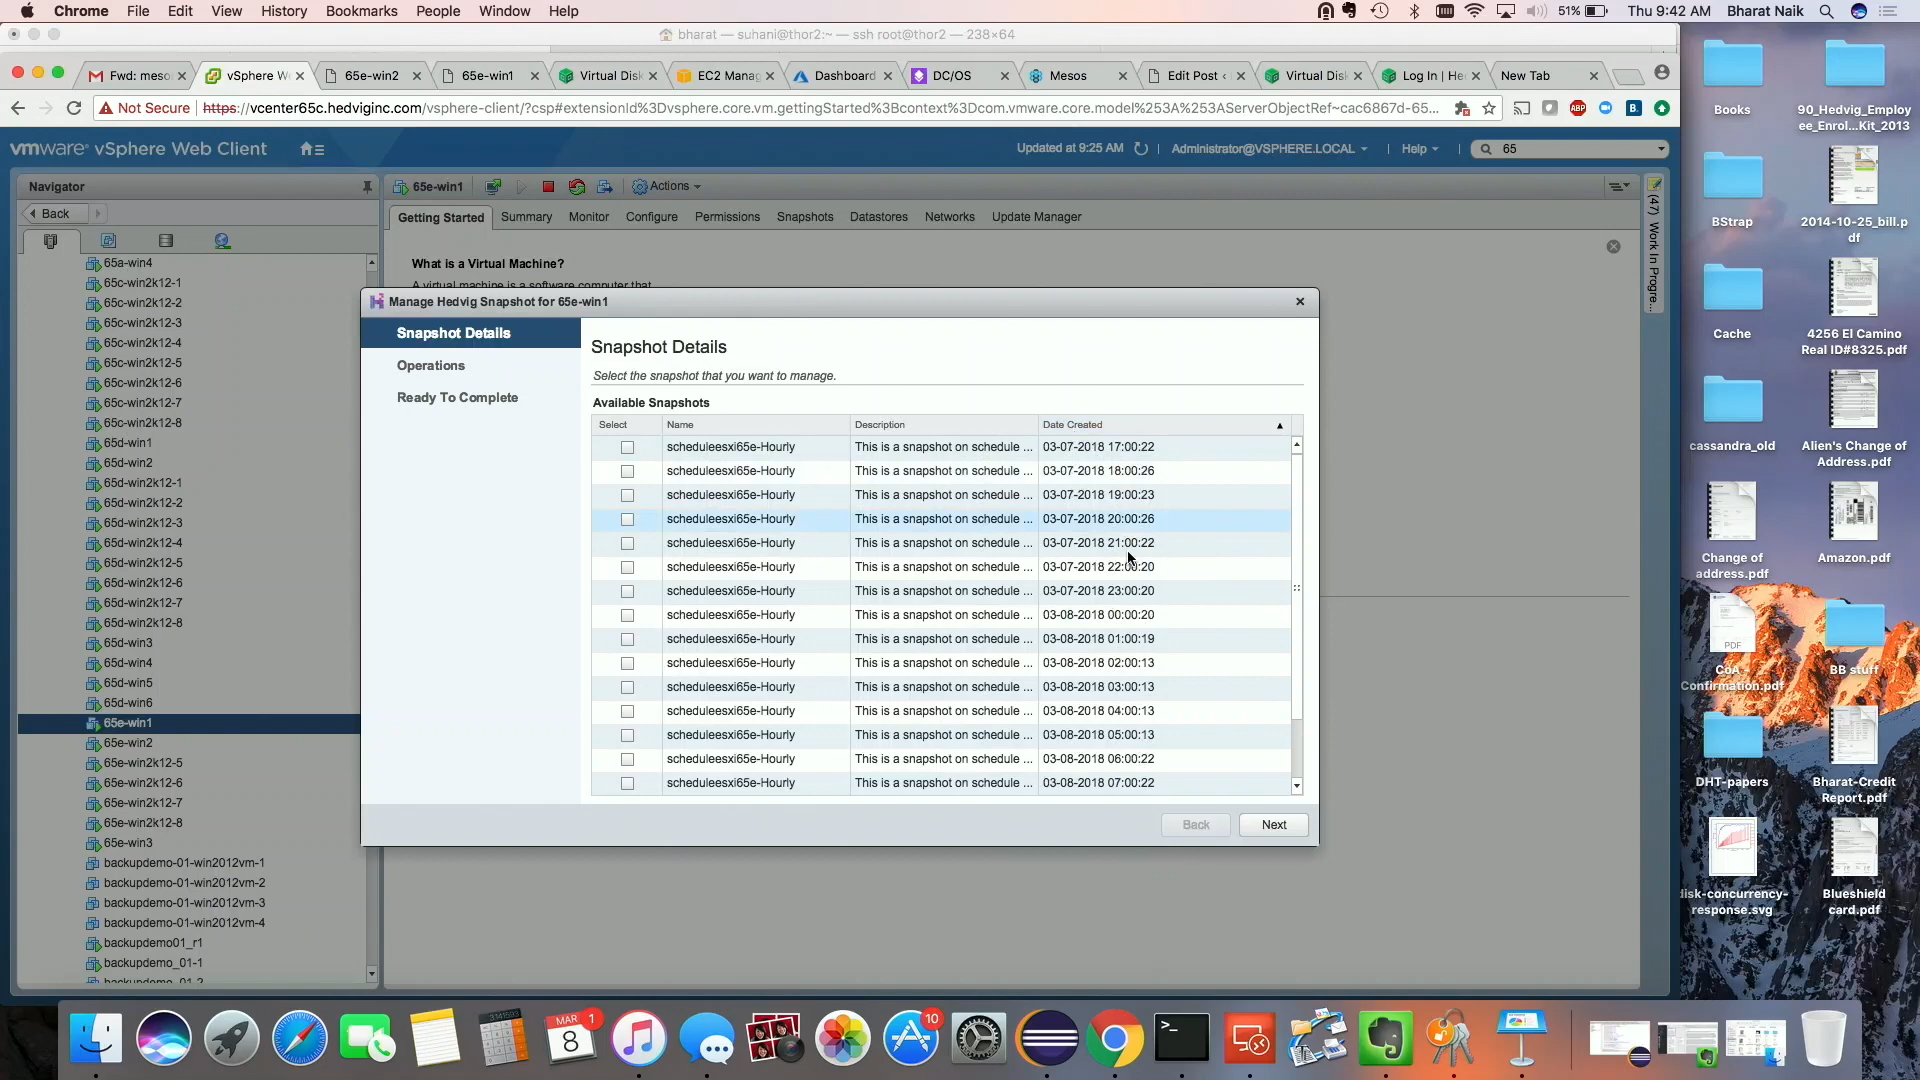 Chrome File Edit View History Bookmarks People Window Help
51% Thu 9:42 AM Bharat Naik
bharat — suhani@thor2:~ — ssh root@thor2 — 238×64
Fwd: meso
vSphere W
65e-win2
65e-win1
Virtual Disk
EC2 Manag
Dashboard
DC/OS
Mesos
Edit Post ‹
Virtual Disk
Log In | He
New Tab
Not Secure https://vcenter65c.hedviginc.com/vsphere-client/?csp#extensionId%3Dvsphere.core.vm.gettingStarted%3Bcontext%3Dcom.vmware.core.model%253A%253AServerObjectRef~cac6867d-65...
vmware vSphere Web Client
Updated at 9:25 AM
Administrator@VSPHERE.LOCAL
Help
65
Navigator
Back
65a-win4
65c-win2k12-1
65c-win2k12-2
65c-win2k12-3
65c-win2k12-4
65c-win2k12-5
65c-win2k12-6
65c-win2k12-7
65c-win2k12-8
65d-win1
65d-win2
65d-win2k12-1
65d-win2k12-2
65d-win2k12-3
65d-win2k12-4
65d-win2k12-5
65d-win2k12-6
65d-win2k12-7
65d-win2k12-8
65d-win3
65d-win4
65d-win5
65d-win6
65e-win1
65e-win2
65e-win2k12-5
65e-win2k12-6
65e-win2k12-7
65e-win2k12-8
65e-win3
backupdemo-01-win2012vm-1
backupdemo-01-win2012vm-2
backupdemo-01-win2012vm-3
backupdemo-01-win2012vm-4
backupdemo01_r1
backupdemo_01-1
65e-win1
Actions
Getting Started Summary Monitor Configure Permissions Snapshots Datastores Networks Update Manager
What is a Virtual Machine?
A virtual machine is a software computer that
(47) Work In Progre...
Manage Hedvig Snapshot for 65e-win1
Snapshot Details
Operations
Ready To Complete
Snapshot Details
Select the snapshot that you want to manage.
Available Snapshots
Select Name Description Date Created
scheduleesxi65e-Hourly This is a snapshot on schedule ... 03-07-2018 17:00:22
scheduleesxi65e-Hourly This is a snapshot on schedule ... 03-07-2018 18:00:26
scheduleesxi65e-Hourly This is a snapshot on schedule ... 03-07-2018 19:00:23
scheduleesxi65e-Hourly This is a snapshot on schedule ... 03-07-2018 20:00:26
scheduleesxi65e-Hourly This is a snapshot on schedule ... 03-07-2018 21:00:22
scheduleesxi65e-Hourly This is a snapshot on schedule ... 03-07-2018 22:00:20
scheduleesxi65e-Hourly This is a snapshot on schedule ... 03-07-2018 23:00:20
scheduleesxi65e-Hourly This is a snapshot on schedule ... 03-08-2018 00:00:20
scheduleesxi65e-Hourly This is a snapshot on schedule ... 03-08-2018 01:00:19
scheduleesxi65e-Hourly This is a snapshot on schedule ... 03-08-2018 02:00:13
scheduleesxi65e-Hourly This is a snapshot on schedule ... 03-08-2018 03:00:13
scheduleesxi65e-Hourly This is a snapshot on schedule ... 03-08-2018 04:00:13
scheduleesxi65e-Hourly This is a snapshot on schedule ... 03-08-2018 05:00:13
scheduleesxi65e-Hourly This is a snapshot on schedule ... 03-08-2018 06:00:22
scheduleesxi65e-Hourly This is a snapshot on schedule ... 03-08-2018 07:00:22
Back Next
Books
90_Hedvig_Employ
ee_Enrol...Kit_2013
BStrap
2014-10-25_bill.p
df
Cache
4256 El Camino
Real ID#8325.pdf
cassandra_old
Alien's Change of
Address.pdf
Change of
address.pdf
Amazon.pdf
PDF
CoA -
Confirmation.pdf
BB stuff
DHT-papers
Bharat-Credit
Report.pdf
disk-concurrency-
response.svg
Blueshield
card.pdf
MAR
8
1
10